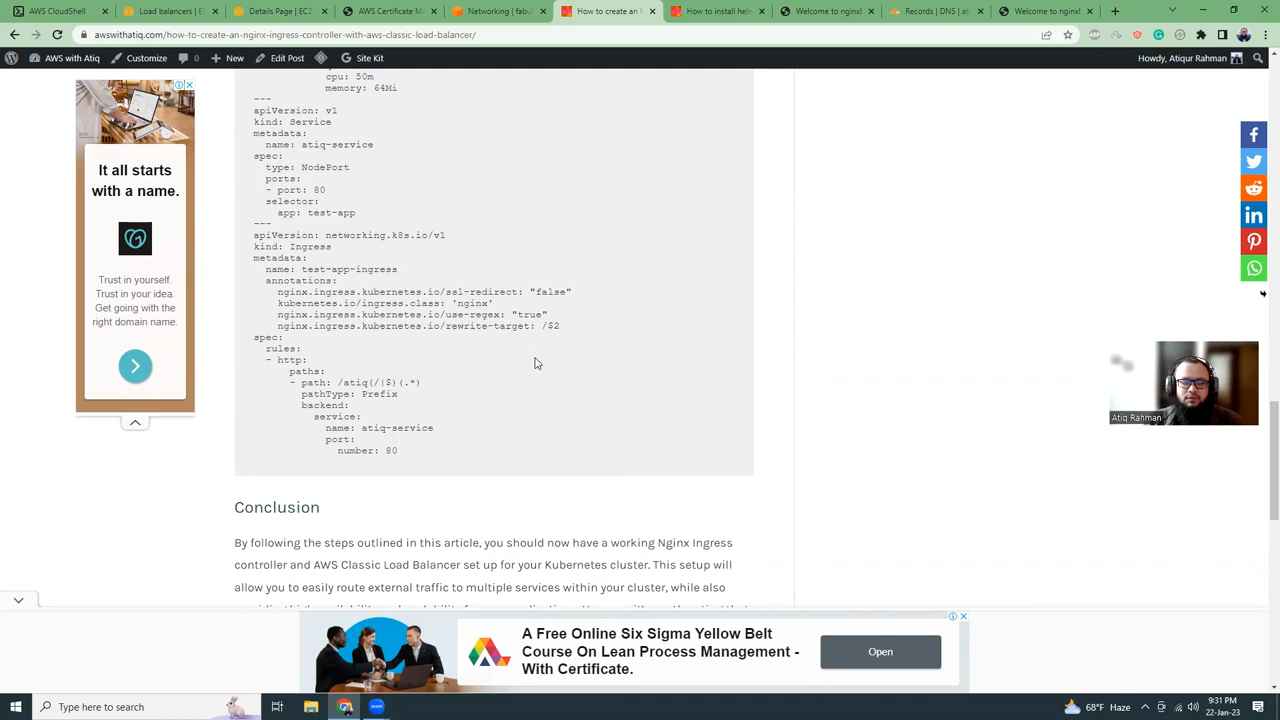 AWS CloudShell
Load balancers | EC
Target groups | EC2
AWS Certificate Ma
Networking | fabul
How to create an N
How to install helm
Welcome to nginx!
Records | DNS | ati
Welcome to nginx!
awswithatiq.com/how-to-create-an-nginx-ingress-controller-with-aws-classic-load-balancer/
AWS with Atiq
Customize
0
New
Edit Post
Site Kit
Howdy, Atiqur Rahman
cpu: 50m
memory: 64Mi
---
apiVersion: v1
kind: Service
metadata:
name: atiq-service
spec:
type: NodePort
ports:
- port: 80
selector:
app: test-app
---
apiVersion: networking.k8s.io/v1
kind: Ingress
metadata:
name: test-app-ingress
annotations:
nginx.ingress.kubernetes.io/ssl-redirect: "false"
kubernetes.io/ingress.class: 'nginx'
nginx.ingress.kubernetes.io/use-regex: "true"
nginx.ingress.kubernetes.io/rewrite-target: /$2
spec:
rules:
- http:
paths:
- path: /atiq(/|$)(.*)
pathType: Prefix
backend:
service:
name: atiq-service
port:
number: 80
It all starts
with a name.
Trust in yourself.
Trust in your idea.
Get going with the
right domain name.
Atiq Rahman
Conclusion
By following the steps outlined in this article, you should now have a working Nginx Ingress
controller and AWS Classic Load Balancer set up for your Kubernetes cluster. This setup will
allow you to easily route external traffic to multiple services within your cluster, while also
A Free Online Six Sigma Yellow Belt
Course On Lean Process Management -
With Certificate.
Open
Type here to search
68°F Haze
9:31 PM
22-Jan-23